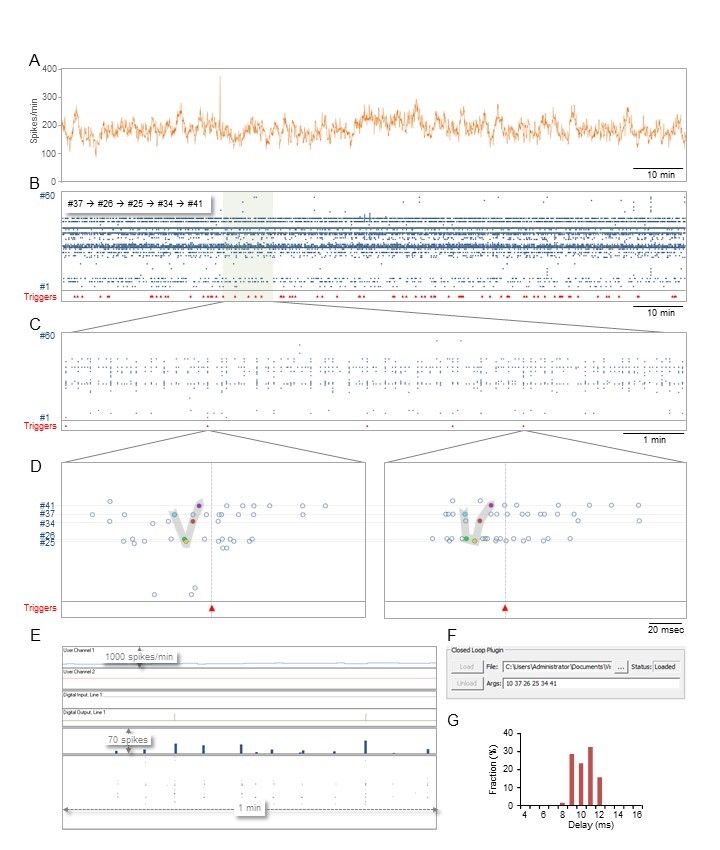 A
400
300
200
100
0
Spikes/min
10 min
B
#60
#37 → #26 → #25 → #34 → #41
#1
Triggers
10 min
C
#60
#1
Triggers
1 min
D
#41
#37
#34
#26
#25
Triggers
20 msec
E
User Channel 1
1000 spikes/min
User Channel 2
Digital Input, Line 1
Digital Output, Line 1
70 spikes
1 min
F
Closed Loop Plugin
Load File: C:\Users\Administrator\Documents\ ... Status: Loaded
Unload Args: 10 37 26 25 34 41
G
40
30
20
10
0
Fraction (%)
4 6 8 10 12 14 16
Delay (ms)